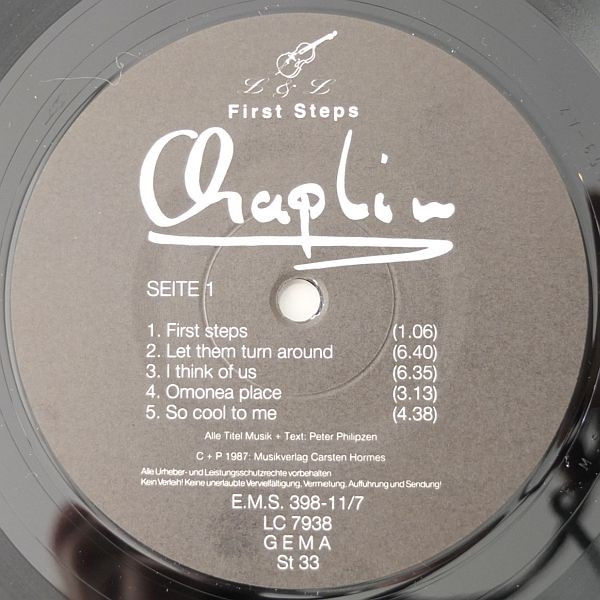 L & L
First Steps
Chaplin
SEITE 1
1. First steps (1.06)
2. Let them turn around (6.40)
3. I think of us (6.35)
4. Omonea place (3.13)
5. So cool to me (4.38)
Alle Titel Musik + Text: Peter Philipzen
C + P 1987: Musikverlag Carsten Hormes
Alle Urheber- und Leistungsschutzrechte vorbehalten
Kein Verleih! Keine unerlaubte Vervielfältigung, Vermietung, Aufführung und Sendung!
E.M.S. 398-11/7
LC 7938
GEMA
St 33